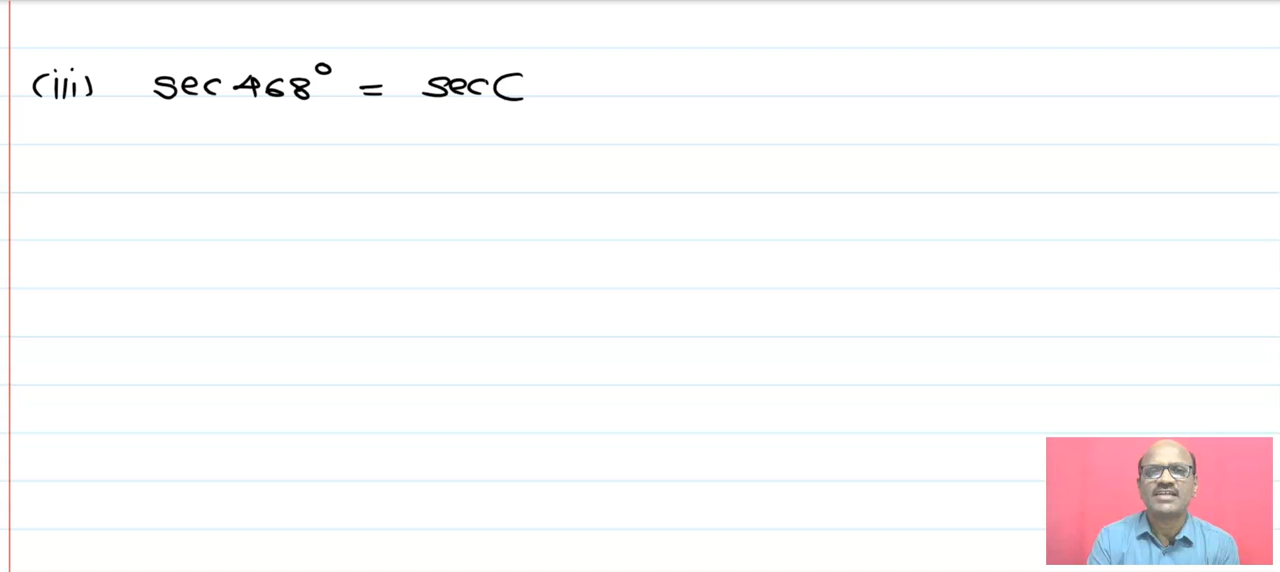 (iii) sec 468° = sec(